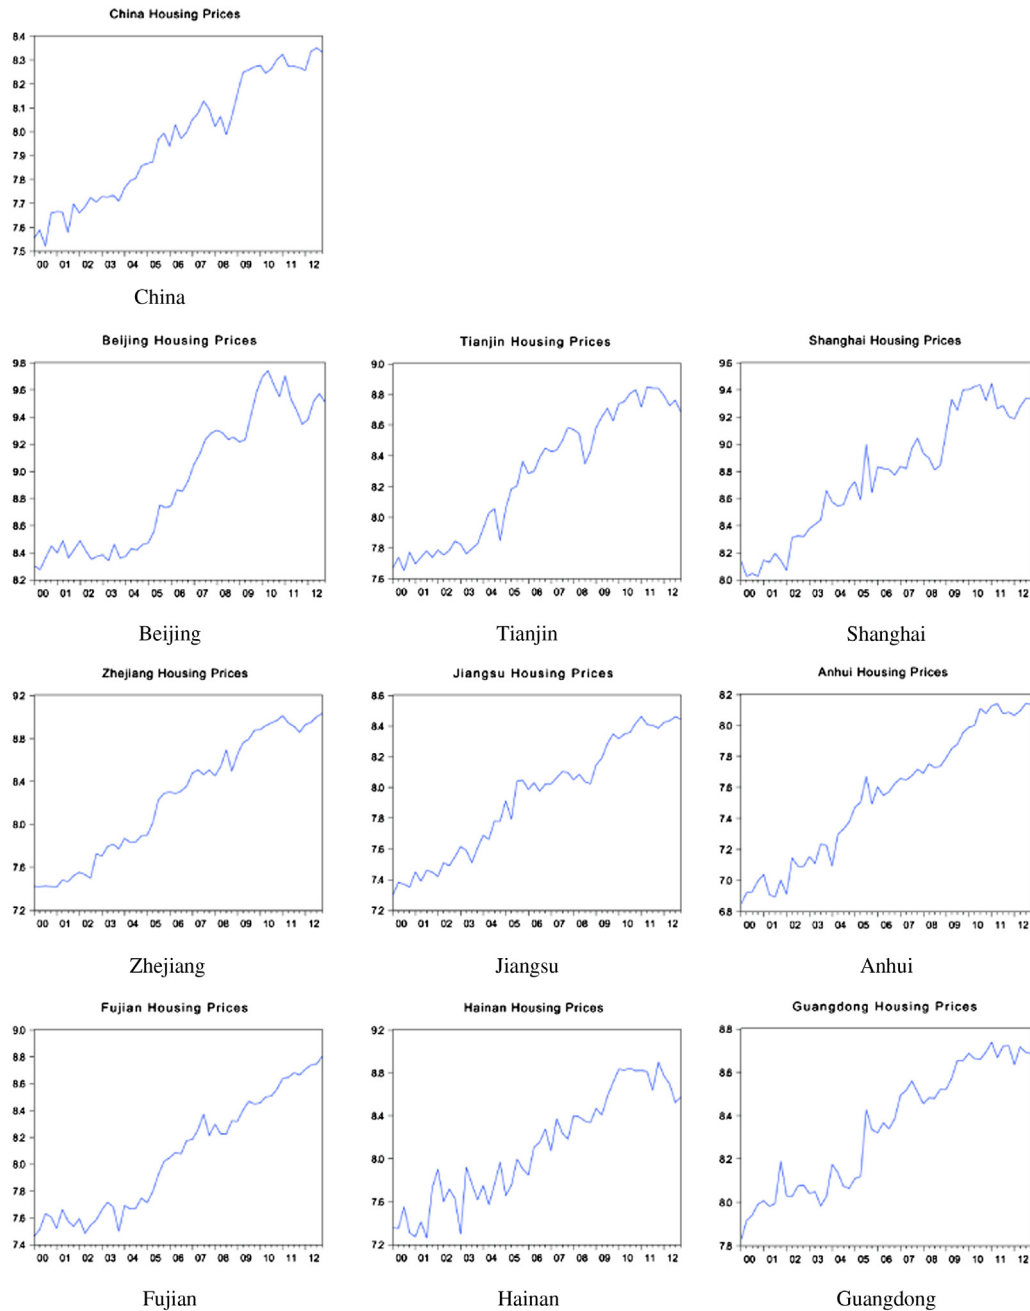 China Housing Prices
8.4
8.3
8.2
8.1
8.0
7.9
7.8
7.7
7.6
7.5
00 01 02 03 04 05 06 07 08 09 10 11 12
China
Beijing Housing Prices
9.8
9.6
9.4
9.2
9.0
8.8
8.6
8.4
8.2
00 01 02 03 04 05 06 07 08 09 10 11 12
Beijing
Tianjin Housing Prices
9.0
8.8
8.6
8.4
8.2
8.0
7.8
7.6
00 01 02 03 04 05 06 07 08 09 10 11 12
Tianjin
Shanghai Housing Prices
9.6
9.4
9.2
9.0
8.8
8.6
8.4
8.2
8.0
00 01 02 03 04 05 06 07 08 09 10 11 12
Shanghai
Zhejiang Housing Prices
9.2
8.8
8.4
8.0
7.6
7.2
00 01 02 03 04 05 06 07 08 09 10 11 12
Zhejiang
Jiangsu Housing Prices
8.6
8.4
8.2
8.0
7.8
7.6
7.4
7.2
00 01 02 03 04 05 06 07 08 09 10 11 12
Jiangsu
Anhui Housing Prices
8.2
8.0
7.8
7.6
7.4
7.2
7.0
6.8
00 01 02 03 04 05 06 07 08 09 10 11 12
Anhui
Fujian Housing Prices
9.0
8.8
8.6
8.4
8.2
8.0
7.8
7.6
7.4
00 01 02 03 04 05 06 07 08 09 10 11 12
Fujian
Hainan Housing Prices
9.2
8.8
8.4
8.0
7.6
7.2
00 01 02 03 04 05 06 07 08 09 10 11 12
Hainan
Guangdong Housing Prices
8.8
8.6
8.4
8.2
8.0
7.8
00 01 02 03 04 05 06 07 08 09 10 11 12
Guangdong